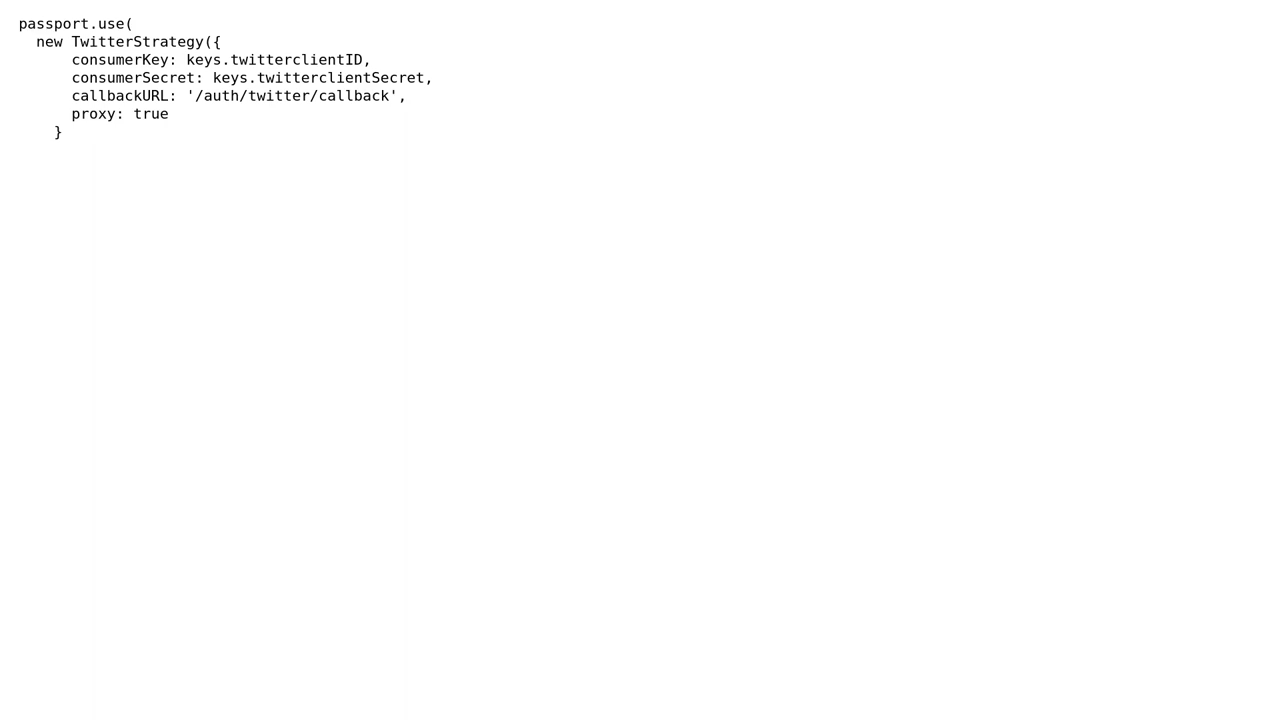 passport.use(
  new TwitterStrategy({
      consumerKey: keys.twitterclientID,
      consumerSecret: keys.twitterclientSecret,
      callbackURL: '/auth/twitter/callback',
      proxy: true
    }